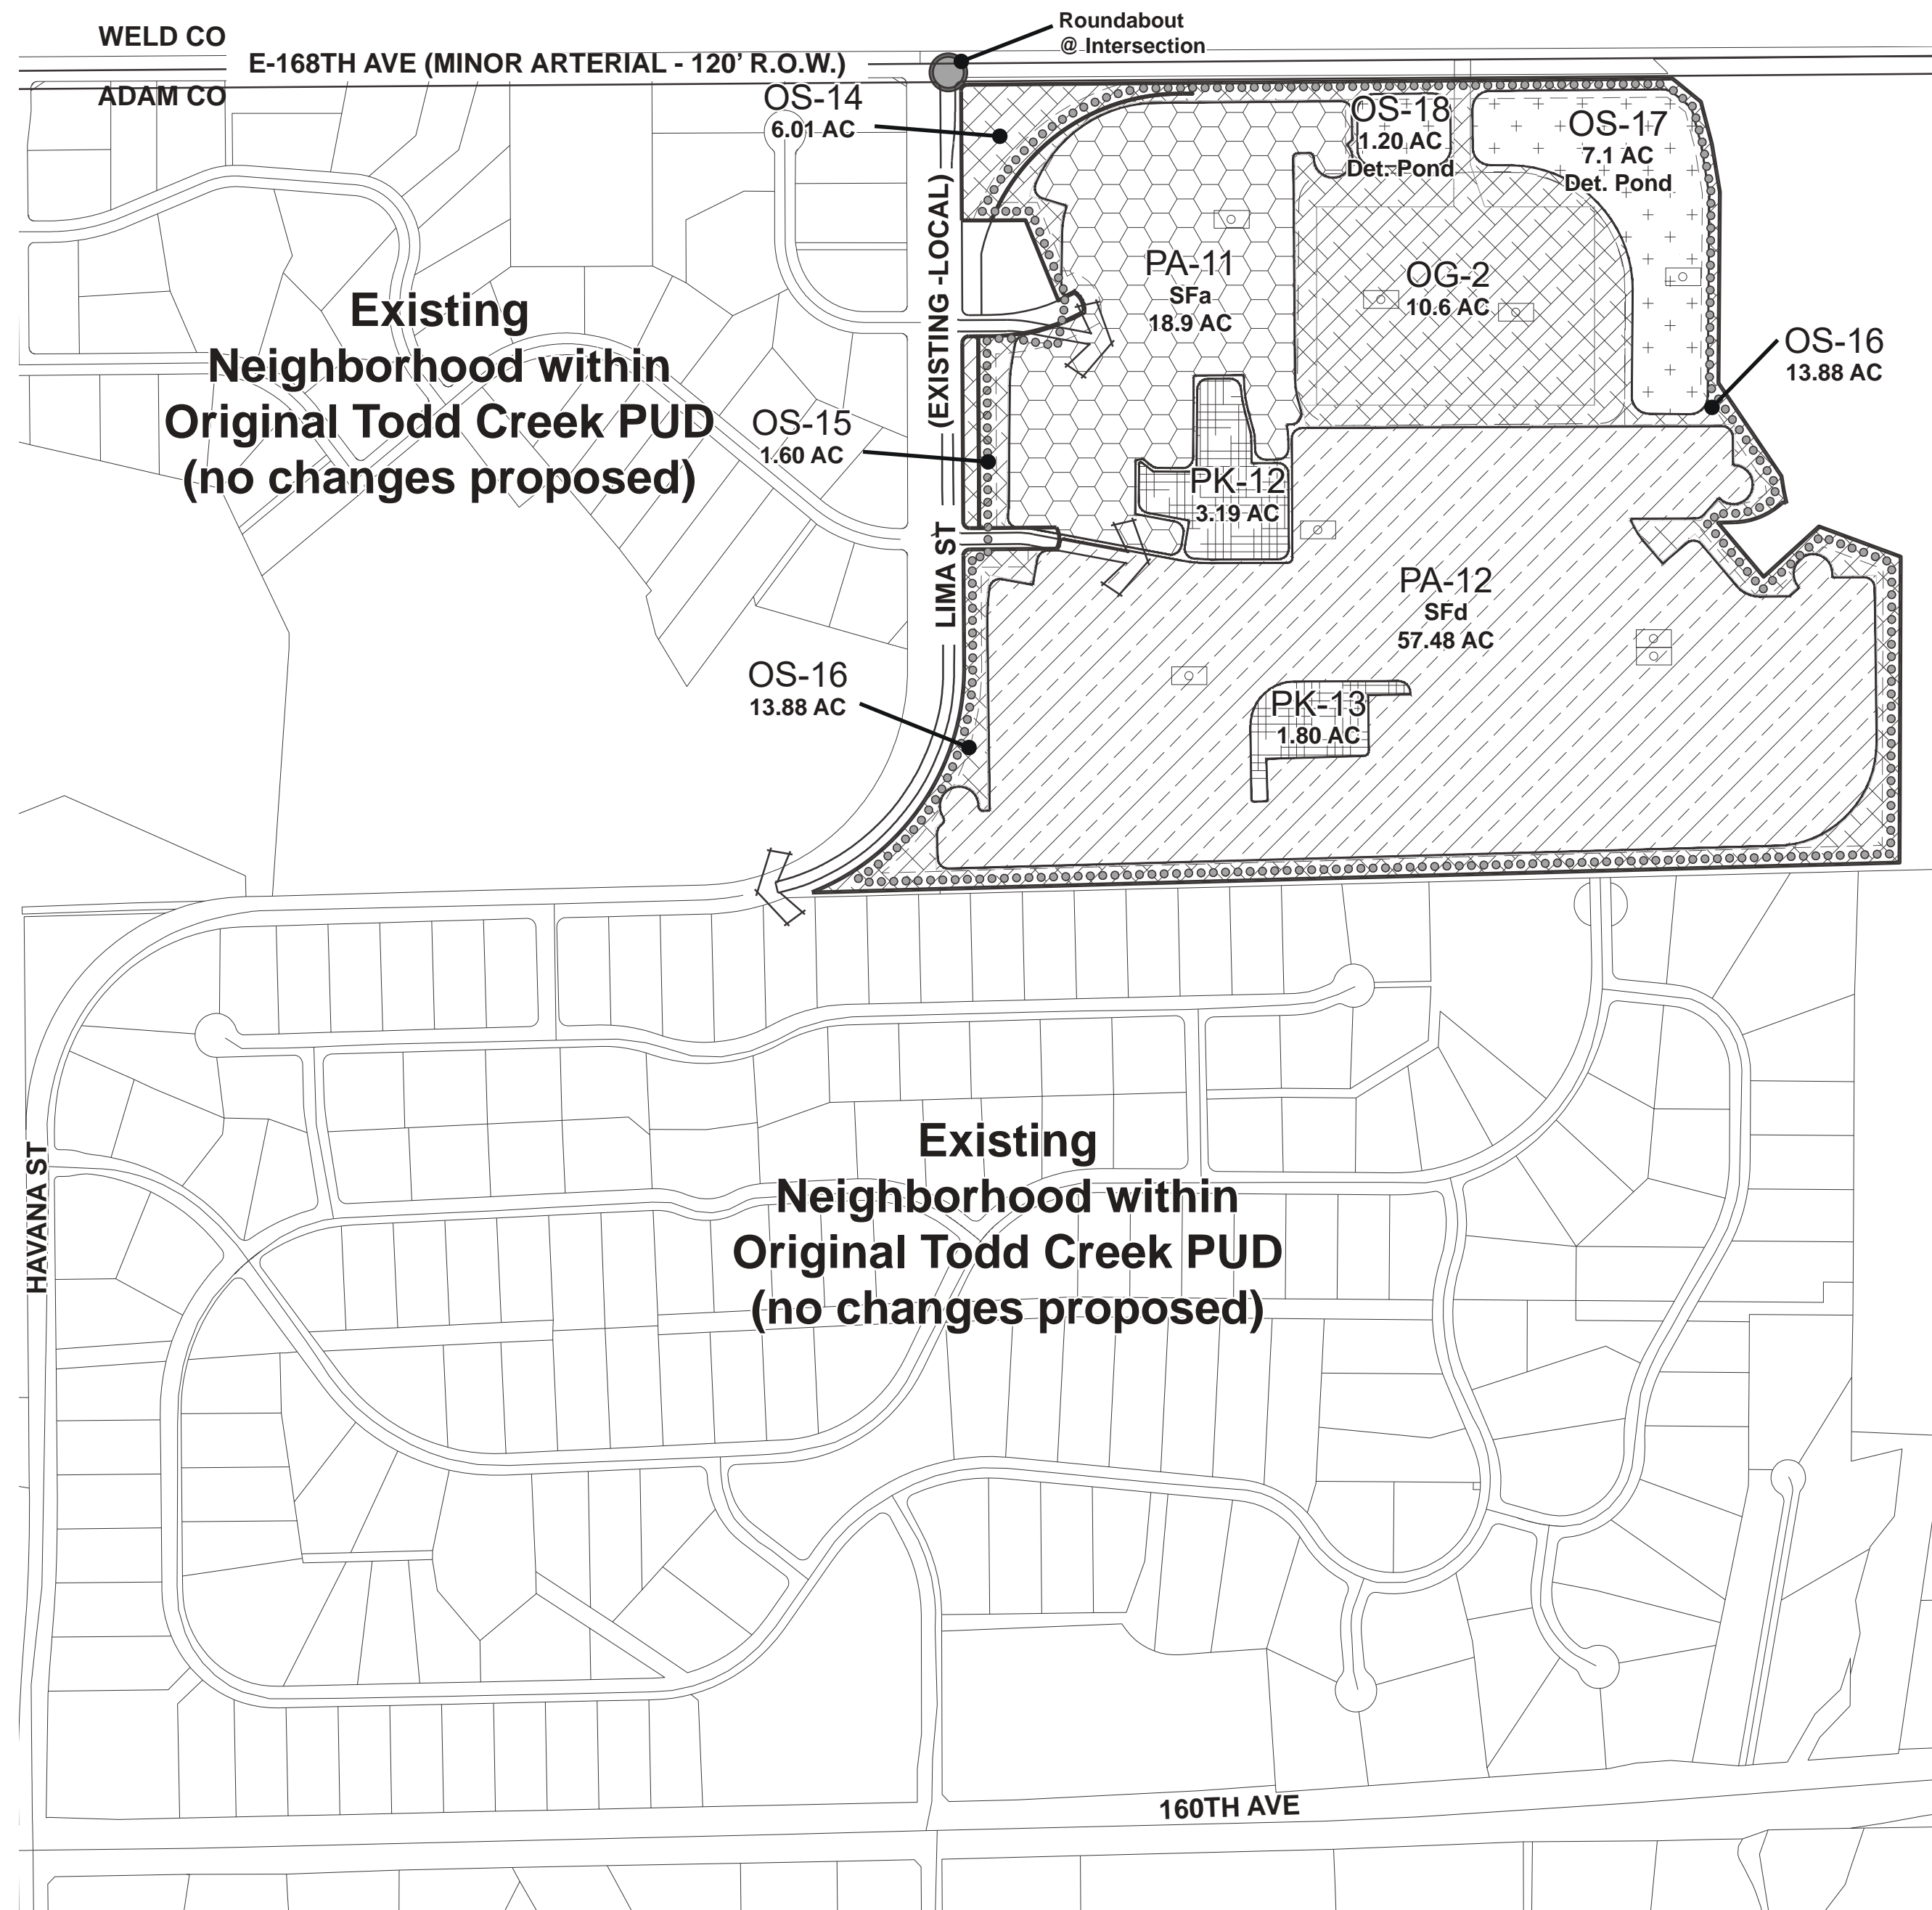 Roundabout
@ Intersection
WELD CO
E-168TH AVE (MINOR ARTERIAL - 120’ R.O.W.)
ADAM CO
OS-14
6.01 AC
OS-18
1.20 AC
Det. Pond
OS-17
7.1 AC
Det. Pond
(EXISTING -LOCAL)
LIMA ST
PA-11
SFa
18.9 AC
OG-2
10.6 AC
OS-16
13.88 AC
Existing
Neighborhood within
Original Todd Creek PUD
(no changes proposed)
OS-15
1.60 AC
PK-12
3.19 AC
PA-12
SFd
57.48 AC
OS-16
13.88 AC
PK-13
1.80 AC
HAVANA ST
Existing
Neighborhood within
Original Todd Creek PUD
(no changes proposed)
160TH AVE